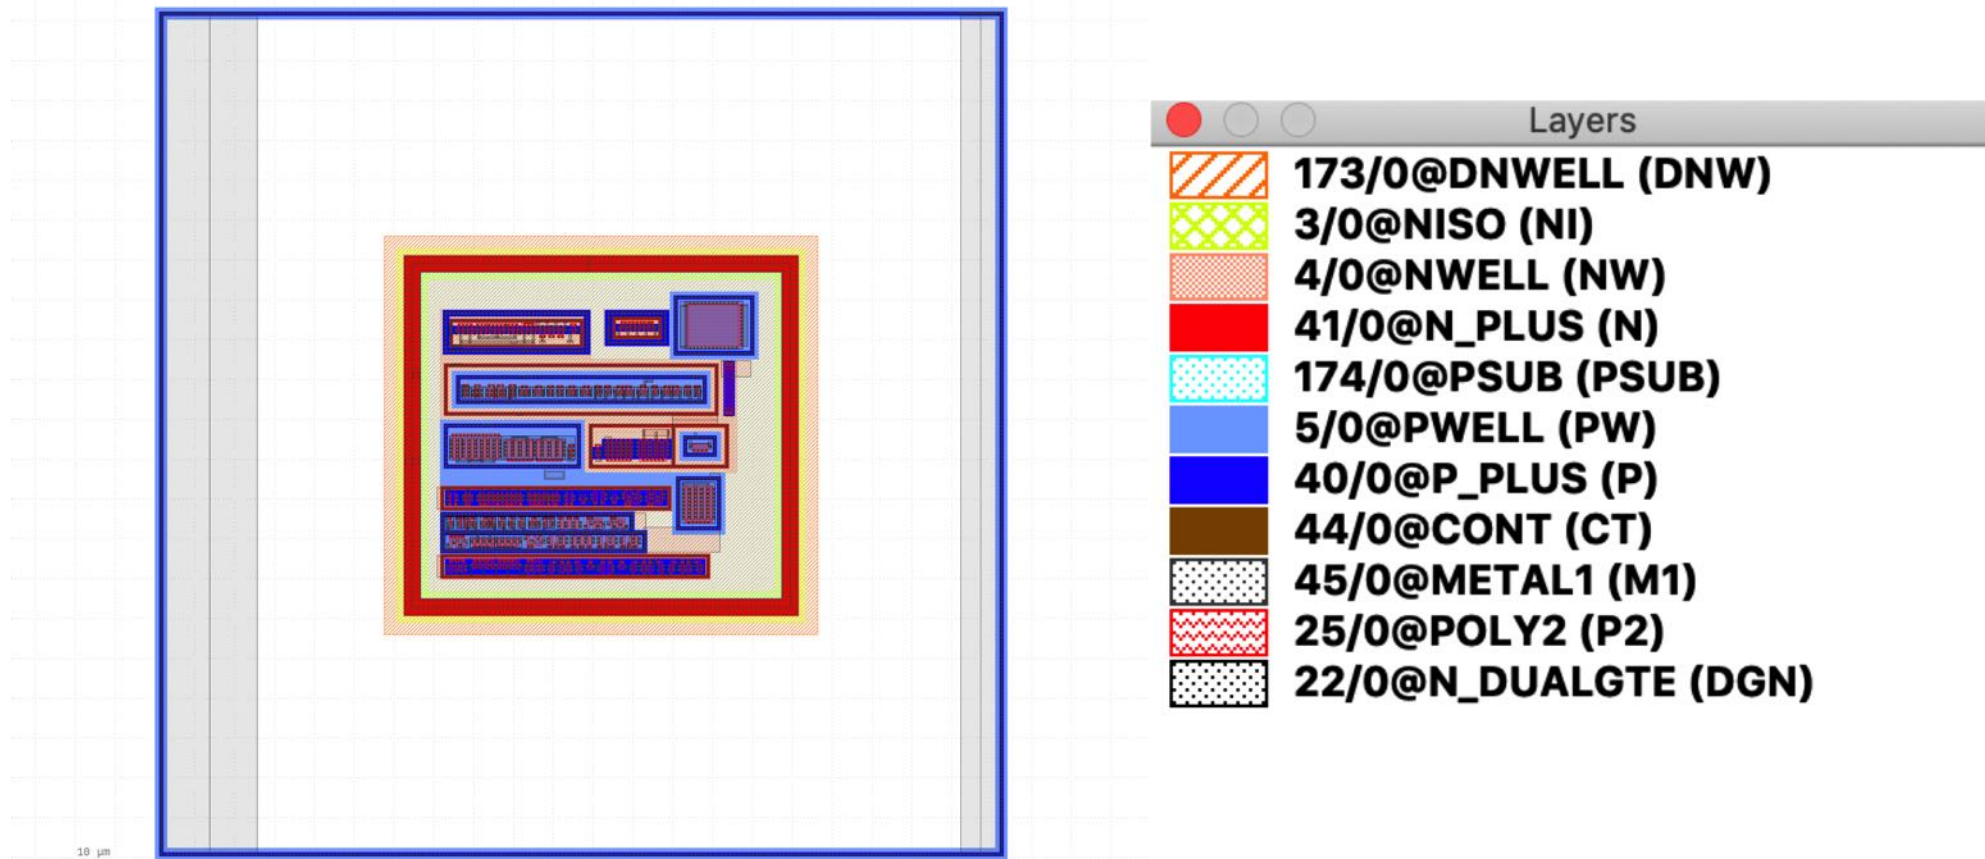 Layers
173/0@DNWELL (DNW)
3/0@NISO (NI)
4/0@NWELL (NW)
41/0@N_PLUS (N)
174/0@PSUB (PSUB)
5/0@PWELL (PW)
40/0@P_PLUS (P)
44/0@CONT (CT)
45/0@METAL1 (M1)
25/0@POLY2 (P2)
22/0@N_DUALGTE (DGN)
10 µm